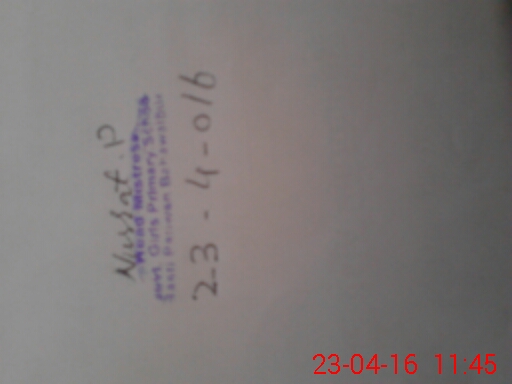 Nusrat. P
Head Mistress
Govt. Girls Primary School
23-4-016
23-04-16 11:45